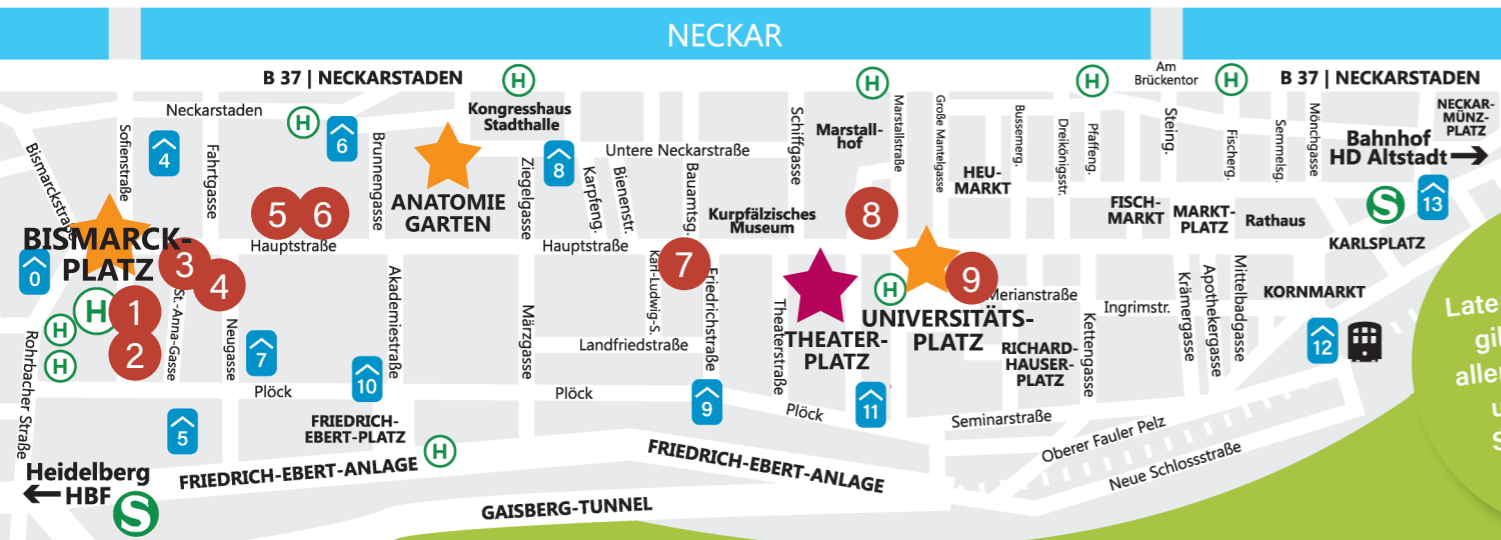 NECKAR
B 37 | NECKARSTADEN
H
H
H
Am
Brückentor
H
B 37 | NECKARSTADEN
Neckarstaden
H
Kongresshaus
Stadthalle
NECKAR-
MÜNZ-
PLATZ
Bismarckstraße
Sofienstraße
4
Fahrtgasse
6
Brunnengasse
ANATOMIE
GARTEN
Ziegelgasse
8
Karpfeng.
Bienenstr.
Untere Neckarstraße
Bauamtsg.
Schiffgasse
Marstall-
hof
Marstallstraße
Große Mantelgasse
HEU-
MARKT
Bussemerg.
Dreikönigsstr.
Pfaffeng.
Steing.
Fischerg.
Semmelsg.
Mönchgasse
Bahnhof
HD Altstadt
S
13
KARLSPLATZ
FISCH-
MARKT
MARKT-
PLATZ
Rathaus
5
6
Kurpfälzisches
Museum
8
BISMARCK-
PLATZ
0
Hauptstraße
Hauptstraße
3
4
7
9
H
1
2
H
H
St.-Anna-Gasse
Neugasse
7
Akademiestraße
10
Märzgasse
Karl-Ludwig-S.
Friedrichstraße
Landfriedstraße
Theaterstraße
THEATER-
PLATZ
H
UNIVERSITÄTS-
PLATZ
Merianstraße
RICHARD-
HAUSER-
PLATZ
Kettengasse
Ingrimstr.
Krämergasse
Apothekergasse
Mittelbadgasse
KORNMARKT
12
Rohrbacher Straße
Plöck
Plöck
9
Plöck
11
Seminarstraße
5
FRIEDRICH-
EBERT-PLATZ
H
Oberer Fauler Pelz
Neue Schlossstraße
Heidelberg
HBF
S
FRIEDRICH-EBERT-ANLAGE
FRIEDRICH-EBERT-ANLAGE
GAISBERG-TUNNEL